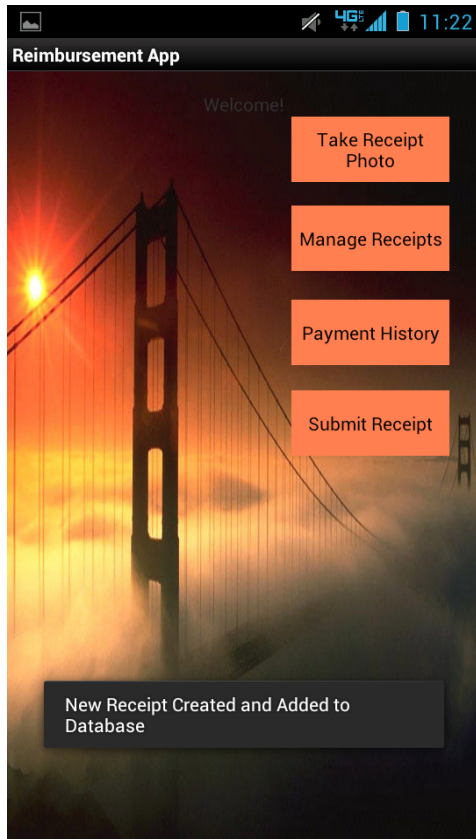 4G LTE 11:22
Reimbursement App
Welcome!
Take Receipt
Photo
Manage Receipts
Payment History
Submit Receipt
New Receipt Created and Added to
Database